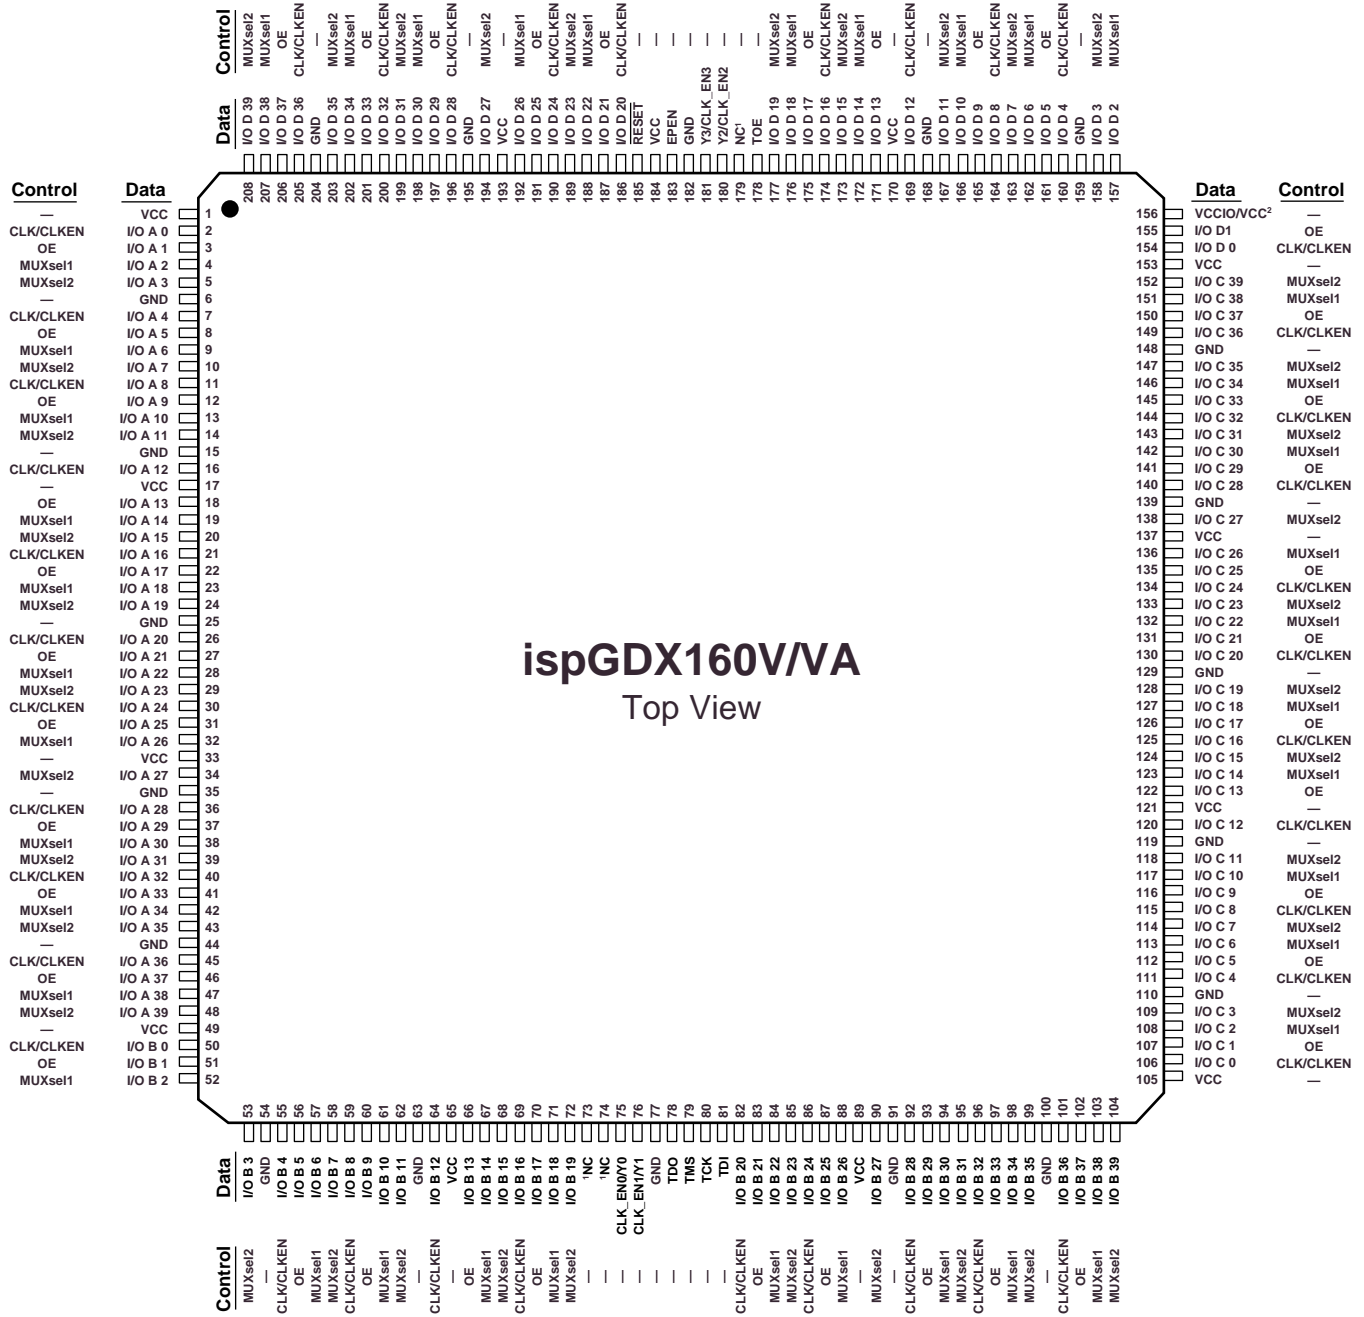 Control MUXsel2 MUXsel1 OE CLK/CLKEN — MUXsel2 MUXsel1 OE CLK/CLKEN MUXsel2 MUXsel1 OE CLK/CLKEN — MUXsel2 — MUXsel1 OE CLK/CLKEN MUXsel2 MUXsel1 OE CLK/CLKEN — — — — — — — — MUXsel2 MUXsel1 OE CLK/CLKEN MUXsel2 MUXsel1 OE — CLK/CLKEN — MUXsel2 MUXsel1 OE CLK/CLKEN MUXsel2 MUXsel1 OE CLK/CLKEN — MUXsel2 MUXsel1
Data I/O D 39 I/O D 38 I/O D 37 I/O D 36 GND I/O D 35 I/O D 34 I/O D 33 I/O D 32 I/O D 31 I/O D 30 I/O D 29 I/O D 28 GND I/O D 27 VCC I/O D 26 I/O D 25 I/O D 24 I/O D 23 I/O D 22 I/O D 21 I/O D 20 RESET VCC EPEN GND Y3/CLK_EN3 Y2/CLK_EN2 NC¹ TOE I/O D 19 I/O D 18 I/O D 17 I/O D 16 I/O D 15 I/O D 14 I/O D 13 VCC I/O D 12 GND I/O D 11 I/O D 10 I/O D 9 I/O D 8 I/O D 7 I/O D 6 I/O D 5 I/O D 4 GND I/O D 3 I/O D 2
208 207 206 205 204 203 202 201 200 199 198 197 196 195 194 193 192 191 190 189 188 187 186 185 184 183 182 181 180 179 178 177 176 175 174 173 172 171 170 169 168 167 166 165 164 163 162 161 160 159 158 157
Control Data Data Control
— VCC 1 156 VCCIO/VCC² —
CLK/CLKEN I/O A 0 2 155 I/O D1 OE
OE I/O A 1 3 154 I/O D 0 CLK/CLKEN
MUXsel1 I/O A 2 4 153 VCC —
MUXsel2 I/O A 3 5 152 I/O C 39 MUXsel2
— GND 6 151 I/O C 38 MUXsel1
CLK/CLKEN I/O A 4 7 150 I/O C 37 OE
OE I/O A 5 8 149 I/O C 36 CLK/CLKEN
MUXsel1 I/O A 6 9 148 GND —
MUXsel2 I/O A 7 10 147 I/O C 35 MUXsel2
CLK/CLKEN I/O A 8 11 146 I/O C 34 MUXsel1
OE I/O A 9 12 145 I/O C 33 OE
MUXsel1 I/O A 10 13 144 I/O C 32 CLK/CLKEN
MUXsel2 I/O A 11 14 143 I/O C 31 MUXsel2
— GND 15 142 I/O C 30 MUXsel1
CLK/CLKEN I/O A 12 16 141 I/O C 29 OE
— VCC 17 140 I/O C 28 CLK/CLKEN
OE I/O A 13 18 139 GND —
MUXsel1 I/O A 14 19 138 I/O C 27 MUXsel2
MUXsel2 I/O A 15 20 137 VCC —
CLK/CLKEN I/O A 16 21 136 I/O C 26 MUXsel1
OE I/O A 17 22 135 I/O C 25 OE
MUXsel1 I/O A 18 23 134 I/O C 24 CLK/CLKEN
MUXsel2 I/O A 19 24 133 I/O C 23 MUXsel2
— GND 25 132 I/O C 22 MUXsel1
CLK/CLKEN I/O A 20 26 131 I/O C 21 OE
OE I/O A 21 27 130 I/O C 20 CLK/CLKEN
MUXsel1 I/O A 22 28 129 GND —
MUXsel2 I/O A 23 29 128 I/O C 19 MUXsel2
CLK/CLKEN I/O A 24 30 127 I/O C 18 MUXsel1
OE I/O A 25 31 126 I/O C 17 OE
MUXsel1 I/O A 26 32 125 I/O C 16 CLK/CLKEN
— VCC 33 124 I/O C 15 MUXsel2
MUXsel2 I/O A 27 34 123 I/O C 14 MUXsel1
— GND 35 122 I/O C 13 OE
CLK/CLKEN I/O A 28 36 121 VCC —
OE I/O A 29 37 120 I/O C 12 CLK/CLKEN
MUXsel1 I/O A 30 38 119 GND —
MUXsel2 I/O A 31 39 118 I/O C 11 MUXsel2
CLK/CLKEN I/O A 32 40 117 I/O C 10 MUXsel1
OE I/O A 33 41 116 I/O C 9 OE
MUXsel1 I/O A 34 42 115 I/O C 8 CLK/CLKEN
MUXsel2 I/O A 35 43 114 I/O C 7 MUXsel2
— GND 44 113 I/O C 6 MUXsel1
CLK/CLKEN I/O A 36 45 112 I/O C 5 OE
OE I/O A 37 46 111 I/O C 4 CLK/CLKEN
MUXsel1 I/O A 38 47 110 GND —
MUXsel2 I/O A 39 48 109 I/O C 3 MUXsel2
— VCC 49 108 I/O C 2 MUXsel1
CLK/CLKEN I/O B 0 50 107 I/O C 1 OE
OE I/O B 1 51 106 I/O C 0 CLK/CLKEN
MUXsel1 I/O B 2 52 105 VCC —
ispGDX160V/VA
Top View
53 54 55 56 57 58 59 60 61 62 63 64 65 66 67 68 69 70 71 72 73 74 75 76 77 78 79 80 81 82 83 84 85 86 87 88 89 90 91 92 93 94 95 96 97 98 99 100 101 102 103 104
Data I/O B 3 GND I/O B 4 I/O B 5 I/O B 6 I/O B 7 I/O B 8 I/O B 9 I/O B 10 I/O B 11 GND I/O B 12 VCC I/O B 13 I/O B 14 I/O B 15 I/O B 16 I/O B 17 I/O B 18 I/O B 19 ¹NC ¹NC CLK_EN0/Y0 CLK_EN1/Y1 GND TDO TMS TCK TDI I/O B 20 I/O B 21 I/O B 22 I/O B 23 I/O B 24 I/O B 25 I/O B 26 VCC I/O B 27 GND I/O B 28 I/O B 29 I/O B 30 I/O B 31 I/O B 32 I/O B 33 I/O B 34 I/O B 35 GND I/O B 36 I/O B 37 I/O B 38 I/O B 39
Control MUXsel2 — CLK/CLKEN OE MUXsel1 MUXsel2 CLK/CLKEN OE MUXsel1 MUXsel2 — CLK/CLKEN — OE MUXsel1 MUXsel2 CLK/CLKEN OE MUXsel1 MUXsel2 — — — — — — — — — CLK/CLKEN OE MUXsel1 MUXsel2 CLK/CLKEN OE MUXsel1 — MUXsel2 — CLK/CLKEN OE MUXsel1 MUXsel2 CLK/CLKEN OE MUXsel1 MUXsel2 — CLK/CLKEN OE MUXsel1 MUXsel2